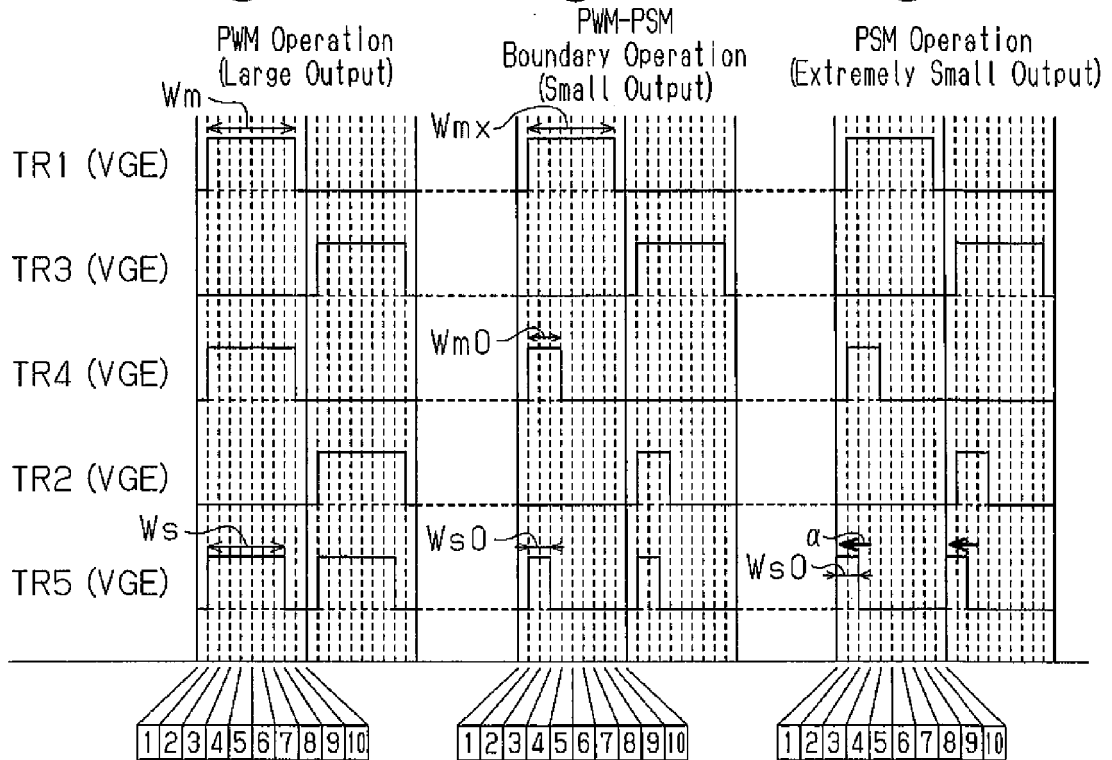 PWM Operation
(Large Output)
PWM-PSM
Boundary Operation
(Small Output)
PSM Operation
(Extremely Small Output)
Wm
Wmx
TR1 (VGE)
TR3 (VGE)
Wm0
TR4 (VGE)
TR2 (VGE)
Ws
Ws0
α
Ws0
TR5 (VGE)
1 2 3 4 5 6 7 8 9 10
1 2 3 4 5 6 7 8 9 10
1 2 3 4 5 6 7 8 9 10